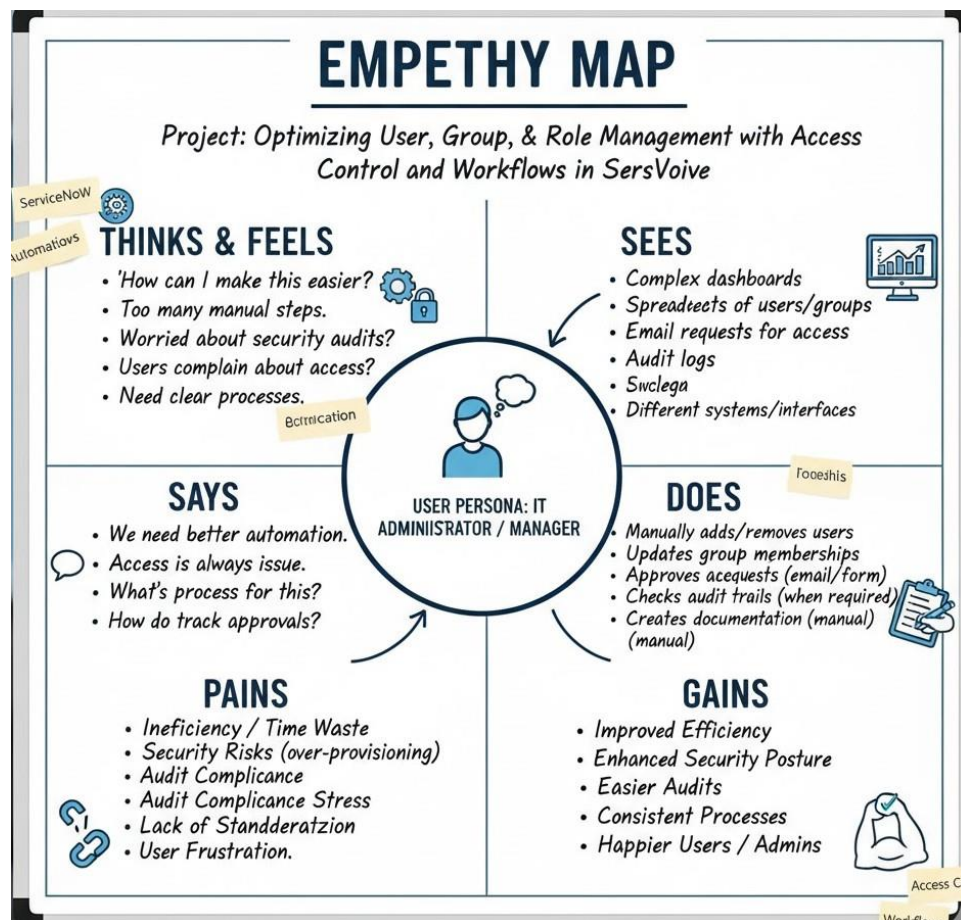 EMPETHY MAP
Project: Optimizing User, Group, & Role Management with Access
Control and Workflows in SersVoive
ServiceNow
Automatiovs
THINKS & FEELS
• 'How can I make this easier?
• Too many manual steps.
• Worried about security audits?
• Users complain about access?
• Need clear processes.
SEES
• Complex dashboards
• Spreadteets of users/groups
• Email requests for access
• Audit logs
• Swclega
• Different systems/interfaces
USER PERSONA: IT
ADMINIISTRATOR / MANAGER
SAYS
• We need better automation.
• Access is always issue.
• What's process for this?
• How do track approvals?
DOES
• Manually adds/removes users
• Updates group memberships
• Approves acequests (email/form)
• Checks audit trails (when required)
• Creates documentation (manual)
(manual)
PAINS
• Ineficiency / Time Waste
• Security Risks (over-provisioning)
• Audit Complicance
• Audit Complicance Stress
• Lack of Standderatzion
• User Frustration.
GAINS
• Improved Efficiency
• Enhanced Security Posture
• Easier Audits
• Consistent Processes
• Happier Users / Admins
Access C